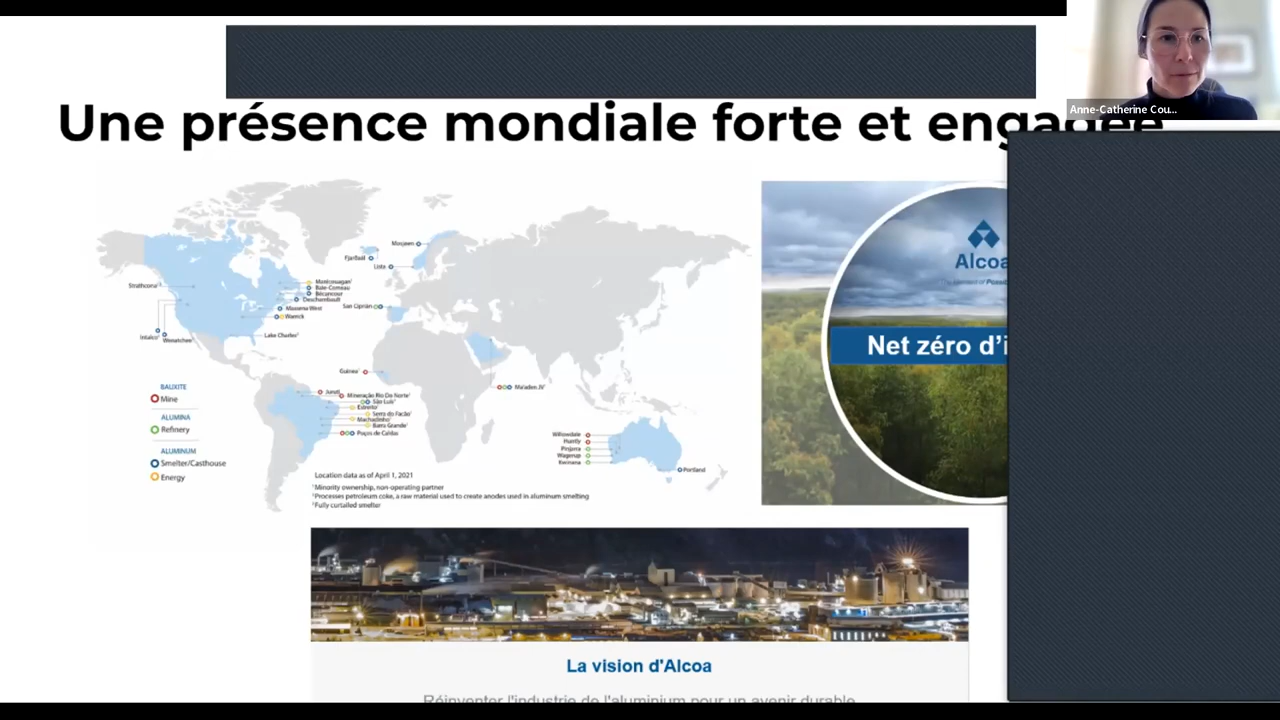 Anne-Catherine Cou...
Une présence mondiale forte et engagée
Mosjøen
Fjarðaál
Lista
Strathcona
Baie-Comeau
Bécancour
Deschambault
Massena West
Warrick
San Ciprián
Intalco
Wenatchee
Lake Charles
Guinea
Juruti
Mineração Rio Do Norte
São Luís
Estreito
Serra do Facão
Machadinho
Barra Grande
Poços de Caldas
Ma'aden JV
Willowdale
Huntly
Pinjarra
Wagerup
Kwinana
Portland
BAUXITE
Mine
ALUMINA
Refinery
ALUMINUM
Smelter/Casthouse
Energy
Location data as of April 1, 2021
Minority ownership, non-operating partner
Processes petroleum coke, a raw material used to create anodes used in aluminum smelting
Fully curtailed smelter
Alcoa
Net zéro d'i
La vision d'Alcoa
Réinventer l'industrie de l'aluminium pour un avenir durable